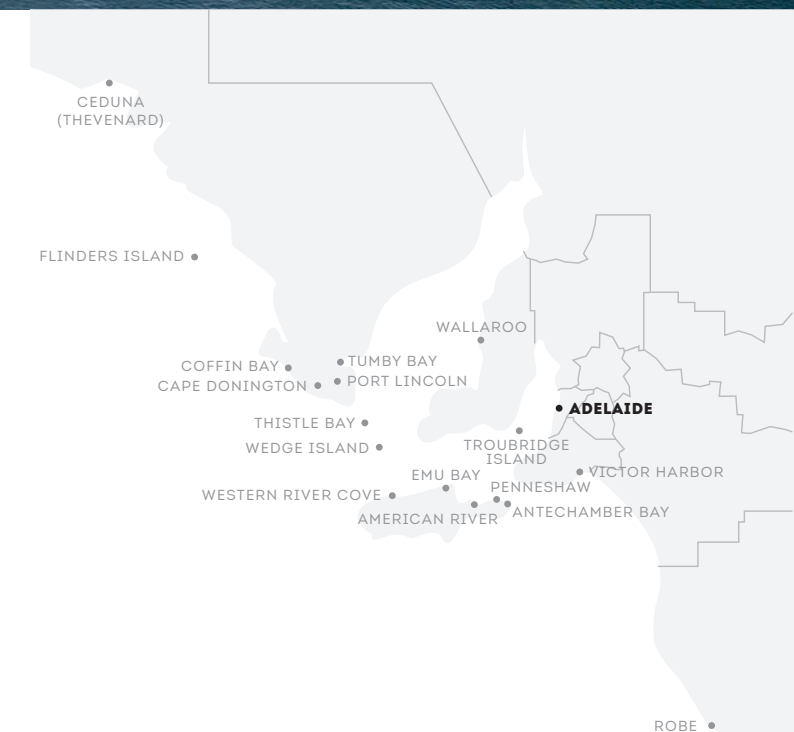 CEDUNA
(THEVENARD)
FLINDERS ISLAND
WALLAROO
COFFIN BAY
TUMBY BAY
CAPE DONINGTON
PORT LINCOLN
ADELAIDE
THISTLE BAY
WEDGE ISLAND
TROUBRIDGE
ISLAND
EMU BAY
VICTOR HARBOR
WESTERN RIVER COVE
PENNESHAW
AMERICAN RIVER
ANTECHAMBER BAY
ROBE